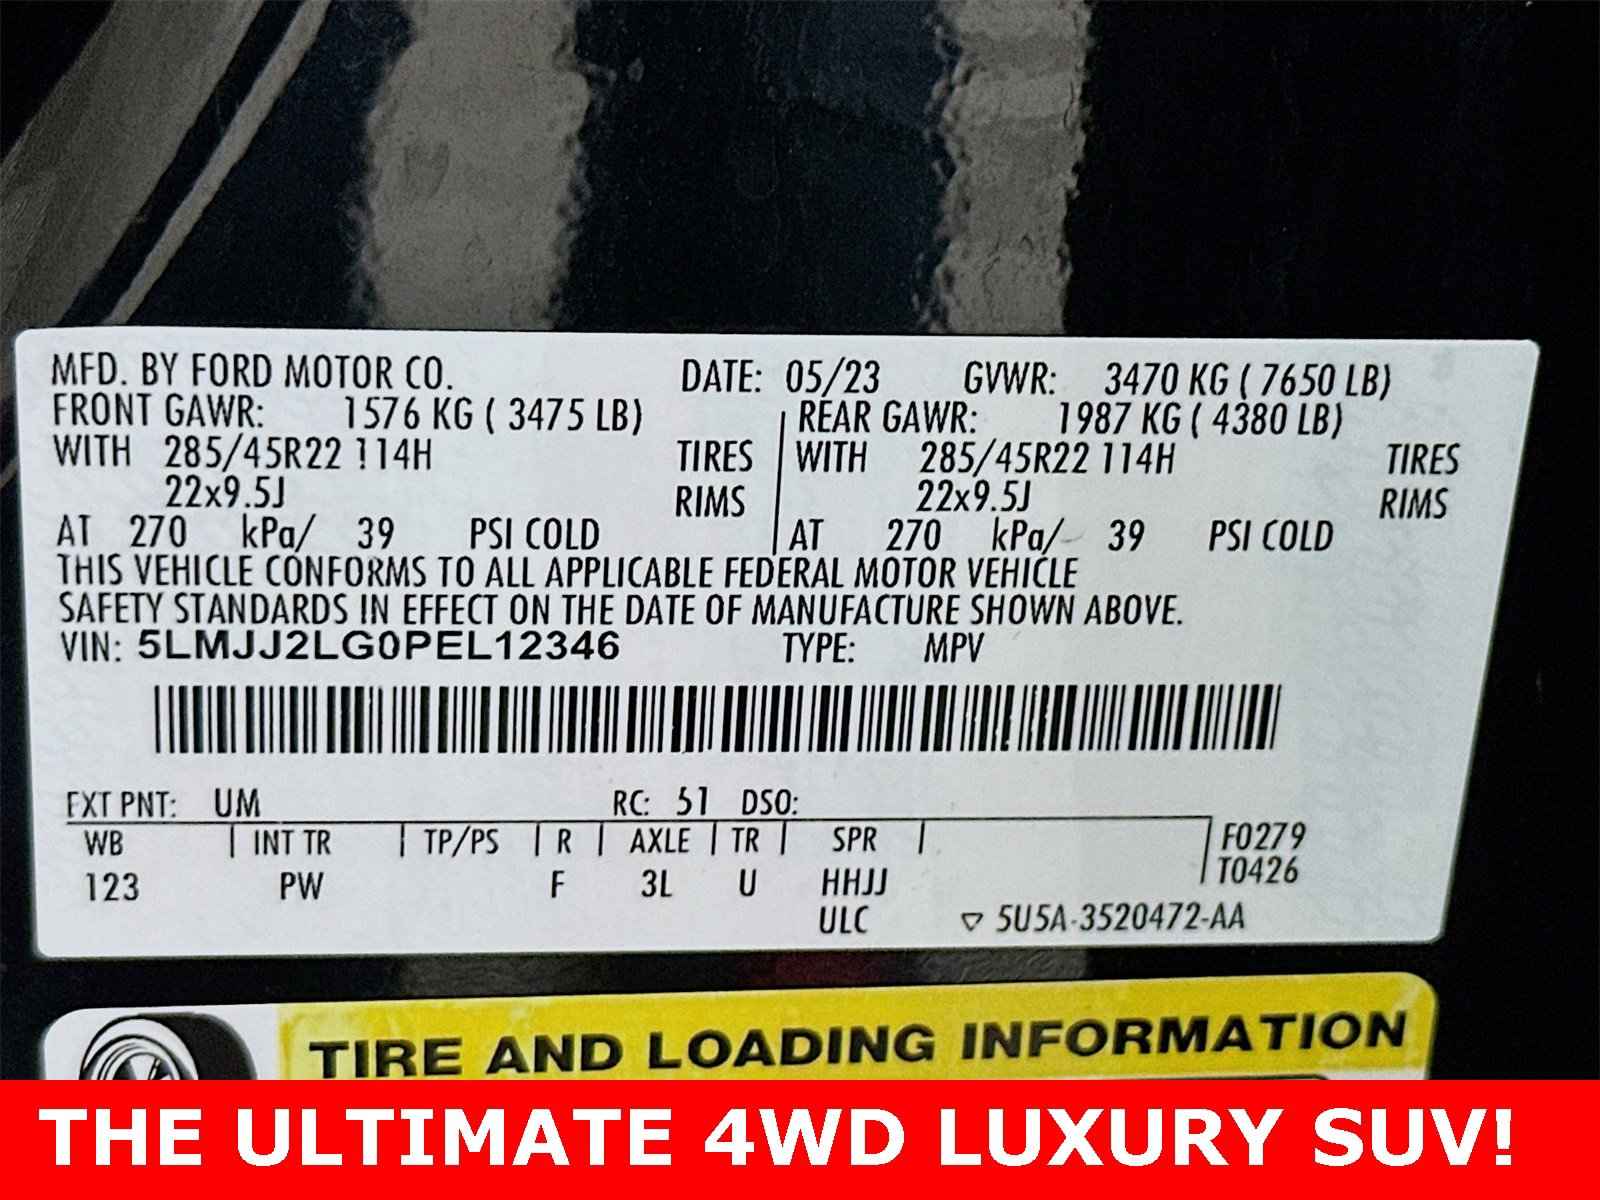 MFD. BY FORD MOTOR CO. DATE: 05/23 GVWR: 3470 KG ( 7650 LB)
FRONT GAWR: 1576 KG ( 3475 LB) REAR GAWR: 1987 KG ( 4380 LB)
WITH 285/45R22 114H TIRES WITH 285/45R22 114H TIRES
22x9.5J RIMS 22x9.5J RIMS
AT 270 kPa/ 39 PSI COLD AT 270 kPa/ 39 PSI COLD
THIS VEHICLE CONFORMS TO ALL APPLICABLE FEDERAL MOTOR VEHICLE
SAFETY STANDARDS IN EFFECT ON THE DATE OF MANUFACTURE SHOWN ABOVE.
VIN: 5LMJJ2LG0PEL12346 TYPE: MPV
EXT PNT: UM RC: 51 DSO:
WB INT TR TP/PS R AXLE TR SPR F0279
123 PW F 3L U HHJJ T0426
ULC ▽ 5U5A-3520472-AA
TIRE AND LOADING INFORMATION
THE ULTIMATE 4WD LUXURY SUV!